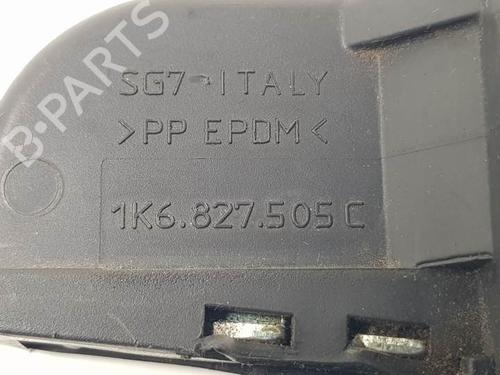 B-PARTS
SG7-ITALY
>PP EPDM<
1K6.827.505 C